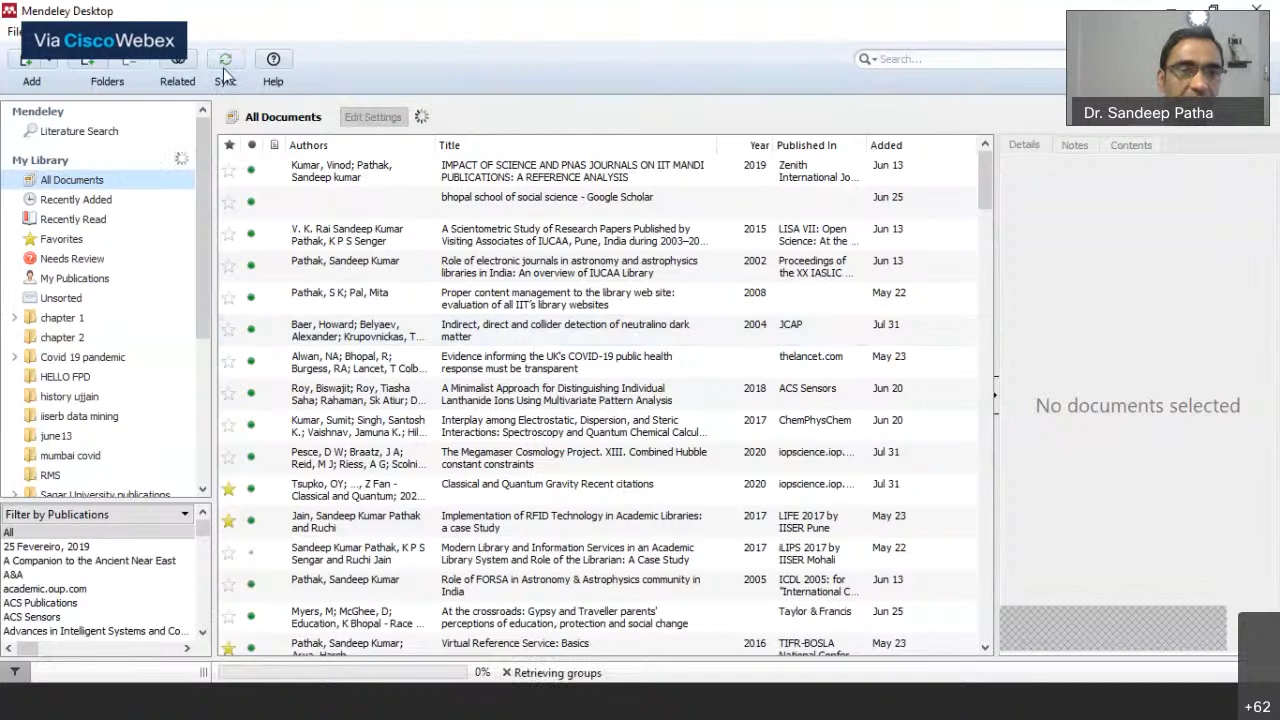 Mendeley Desktop
Via CiscoWebex
Add
Folders
Related
Sync
Help
Search...
Dr. Sandeep Patha
Mendeley
Literature Search
My Library
All Documents
Recently Added
Recently Read
Favorites
Needs Review
My Publications
Unsorted
chapter 1
chapter 2
Covid 19 pandemic
HELLO FPD
history ujjain
iiserb data mining
june13
mumbai covid
RMS
Sagar University publications
Filter by Publications
All
25 Fevereiro, 2019
A Companion to the Ancient Near East
A&A
academic.oup.com
ACS Publications
ACS Sensors
Advances in Intelligent Systems and Co...
All Documents
Edit Settings
Authors Title Year Published In Added
Kumar, Vinod; Pathak, IMPACT OF SCIENCE AND PNAS JOURNALS ON IIT MANDI 2019 Zenith Jun 13
Sandeep kumar PUBLICATIONS: A REFERENCE ANALYSIS International Jo...
bhopal school of social science - Google Scholar Jun 25
V. K. Rai Sandeep Kumar A Scientometric Study of Research Papers Published by 2015 LISA VII: Open Jun 13
Pathak, K P S Senger Visiting Associates of IUCAA, Pune, India during 2003–20... Science: At the ...
Pathak, Sandeep Kumar Role of electronic journals in astronomy and astrophysics 2002 Proceedings of Jun 13
libraries in India: An overview of IUCAA Library the XX IASLIC ...
Pathak, S K; Pal, Mita Proper content management to the library web site: 2008 May 22
evaluation of all IIT's library websites
Baer, Howard; Belyaev, Indirect, direct and collider detection of neutralino dark 2004 JCAP Jul 31
Alexander; Krupovnickas, T... matter
Alwan, NA; Bhopal, R; Evidence informing the UK's COVID-19 public health thelancet.com May 23
Burgess, RA; Lancet, T Colb... response must be transparent
Roy, Biswajit; Roy, Tiasha A Minimalist Approach for Distinguishing Individual 2018 ACS Sensors Jun 20
Saha; Rahaman, Sk Atiur; D... Lanthanide Ions Using Multivariate Pattern Analysis
Kumar, Sumit; Singh, Santosh Interplay among Electrostatic, Dispersion, and Steric 2017 ChemPhysChem Jun 20
K.; Vaishnav, Jamuna K.; Hil... Interactions: Spectroscopy and Quantum Chemical Calcul...
Pesce, D W; Braatz, J A; The Megamaser Cosmology Project. XIII. Combined Hubble 2020 iopscience.iop.... Jul 31
Reid, M J; Riess, A G; Scolni... constant constraints
Tsupko, OY; ..., Z Fan - Classical and Quantum Gravity Recent citations 2020 iopscience.iop.... Jul 31
Classical and Quantum; 202...
Jain, Sandeep Kumar Pathak Implementation of RFID Technology in Academic Libraries: 2017 LIFE 2017 by May 23
and Ruchi a case Study IISER Pune
Sandeep Kumar Pathak, K P S Modern Library and Information Services in an Academic 2017 iLIPS 2017 by May 22
Sengar and Ruchi Jain Library System and Role of the Librarian: A Case Study IISER Mohali
Pathak, Sandeep Kumar Role of FORSA in Astronomy & Astrophysics community in 2005 ICDL 2005: for Jun 13
India "International C...
Myers, M; McGhee, D; At the crossroads: Gypsy and Traveller parents' Taylor & Francis Jun 25
Education, K Bhopal - Race ... perceptions of education, protection and social change
Pathak, Sandeep Kumar; Virtual Reference Service: Basics 2016 TIFR-BOSLA May 23
Details Notes Contents
No documents selected
0% Retrieving groups
+62